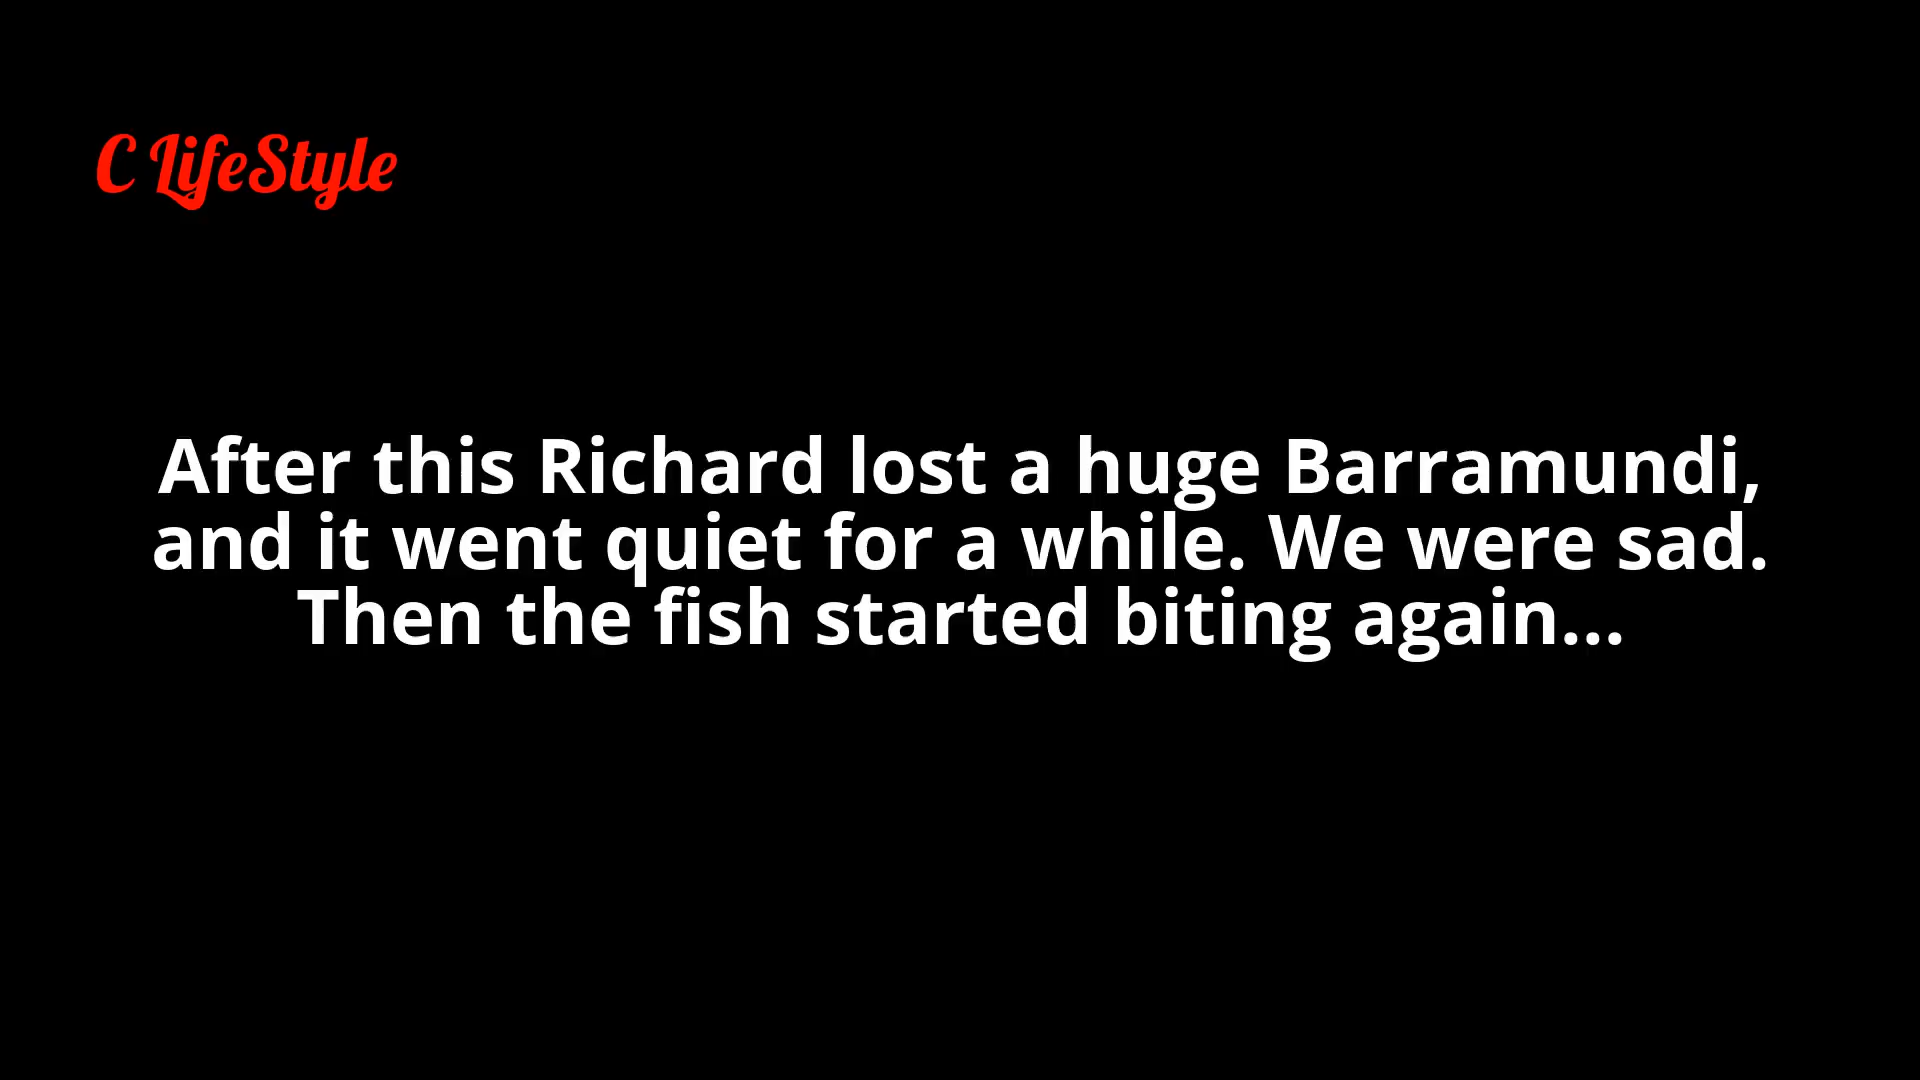 C LifeStyle
After this Richard lost a huge Barramundi,
and it went quiet for a while. We were sad.
Then the fish started biting again...